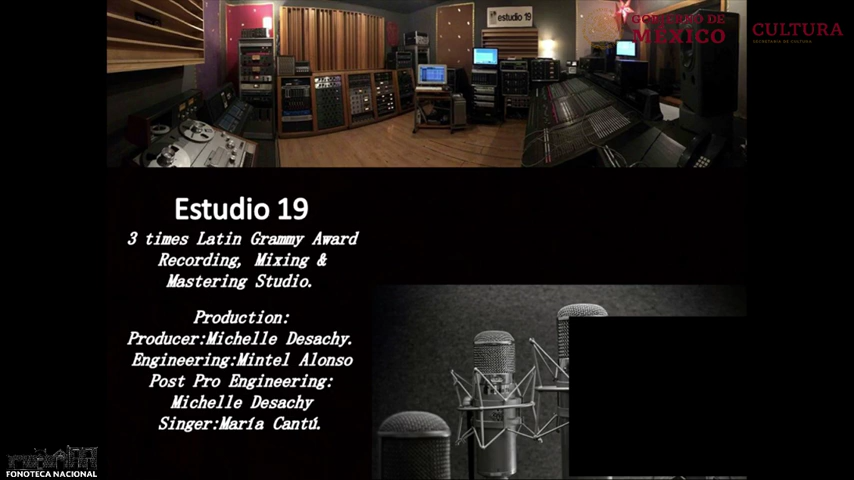 estudio 19
GOBIERNO DE
MÉXICO
CULTURA
SECRETARÍA DE CULTURA
Estudio 19
3 times Latin Grammy Award
Recording, Mixing &
Mastering Studio.
Production:
Producer:Michelle Desachy.
Engineering:Mintel Alonso
Post Pro Engineering:
Michelle Desachy
Singer:María Cantú.
FONOTECA NACIONAL